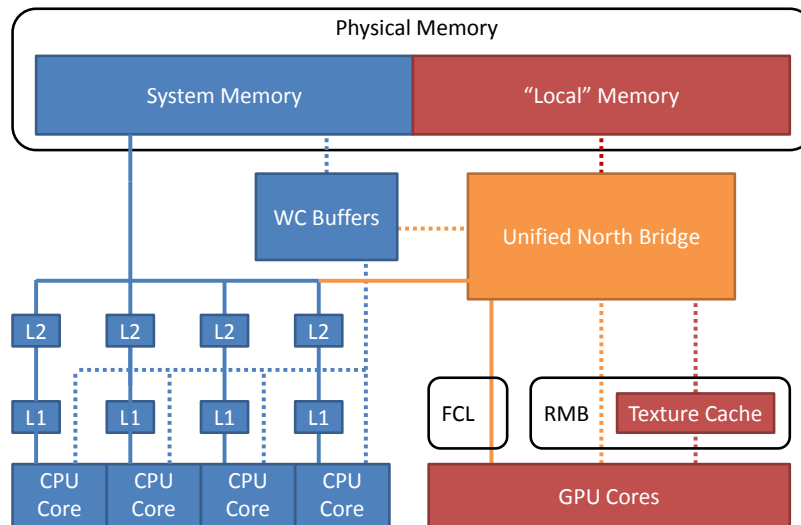 Physical Memory
System Memory
“Local” Memory
WC Buffers
Unified North Bridge
L2 L2 L2 L2
FCL
RMB
Texture Cache
L1 L1 L1 L1
CPU Core
CPU Core
CPU Core
CPU Core
GPU Cores